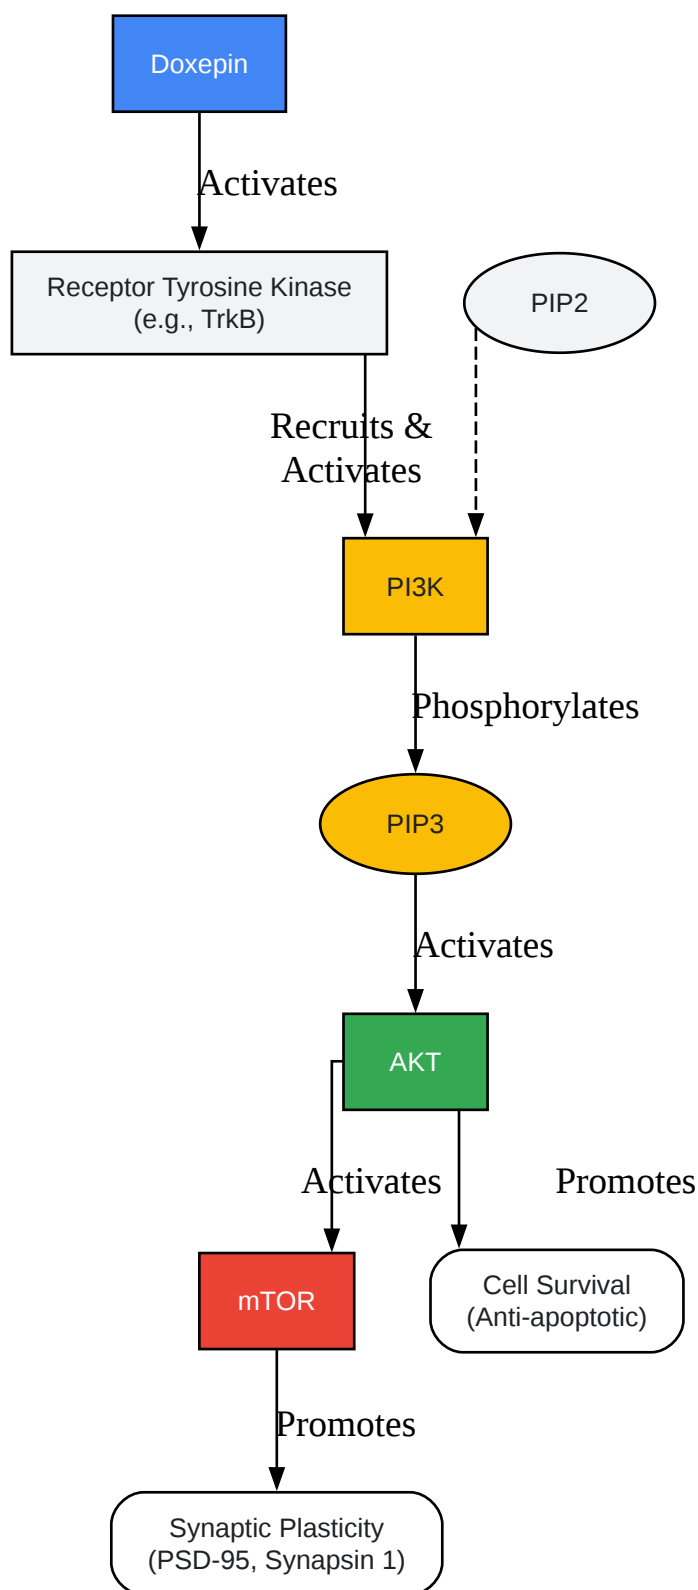 Doxepin
Activates
Receptor Tyrosine Kinase
(e.g., TrkB)
PIP2
Recruits &
Activates
PI3K
Phosphorylates
PIP3
Activates
AKT
Activates
Promotes
mTOR
Cell Survival
(Anti-apoptotic)
Promotes
Synaptic Plasticity
(PSD-95, Synapsin 1)